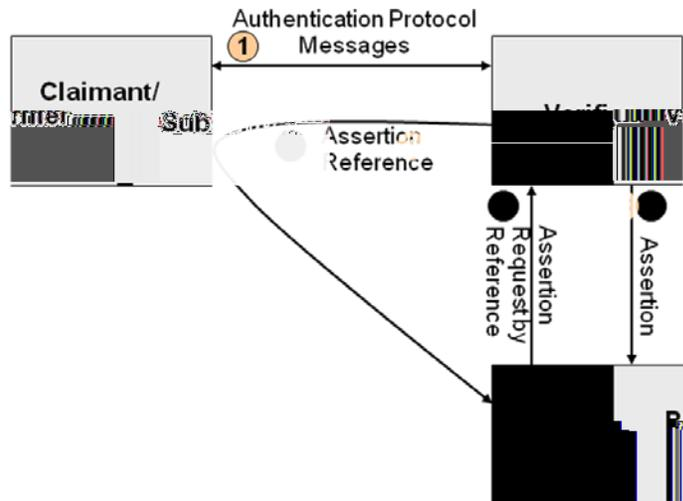 Authentication Protocol
Messages
1
Claimant/
Sub
Assertion
Reference
Assertion
Request by
Reference
Assertion